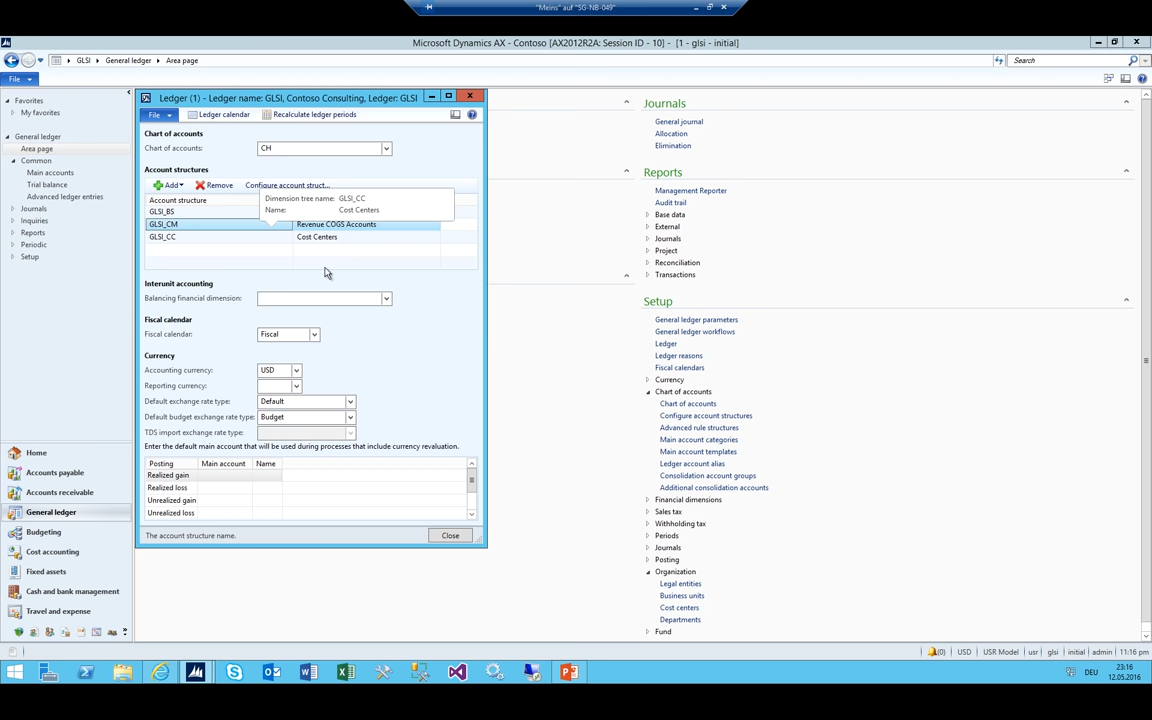 "Meins" auf "SG-NB-049"
Microsoft Dynamics AX - Contoso [AX2012R2A: Session ID - 10] - [1 - glsi - initial]
GLSI General ledger Area page
Search
File
Favorites
My favorites
General ledger
Area page
Common
Main accounts
Trial balance
Advanced ledger entries
Journals
Inquiries
Reports
Periodic
Setup
Home
Accounts payable
Accounts receivable
General ledger
Budgeting
Cost accounting
Fixed assets
Cash and bank management
Travel and expense
Ledger (1) - Ledger name: GLSI, Contoso Consulting, Ledger: GLSI
File Ledger calendar Recalculate ledger periods
Chart of accounts
Chart of accounts: CH
Account structures
Add Remove Configure account struct...
Dimension tree name: GLSI_CC
Name: Cost Centers
Account structure
GLSI_BS
GLSI_CM Revenue COGS Accounts
GLSI_CC Cost Centers
Interunit accounting
Balancing financial dimension:
Fiscal calendar
Fiscal calendar: Fiscal
Currency
Accounting currency: USD
Reporting currency:
Default exchange rate type: Default
Default budget exchange rate type: Budget
TDS import exchange rate type:
Enter the default main account that will be used during processes that include currency revaluation.
Posting Main account Name
Realized gain
Realized loss
Unrealized gain
Unrealized loss
The account structure name.
Close
Journals
General journal
Allocation
Elimination
Reports
Management Reporter
Audit trail
Base data
External
Journals
Project
Reconciliation
Transactions
Setup
General ledger parameters
General ledger workflows
Ledger
Ledger reasons
Fiscal calendars
Currency
Chart of accounts
Chart of accounts
Configure account structures
Advanced rule structures
Main account categories
Main account templates
Ledger account alias
Consolidation account groups
Additional consolidation accounts
Financial dimensions
Sales tax
Withholding tax
Periods
Journals
Posting
Organization
Legal entities
Business units
Cost centers
Departments
Fund
(0) USD USR Model usr glsi initial admin 11:16 pm
DEU
23:16
12.05.2016